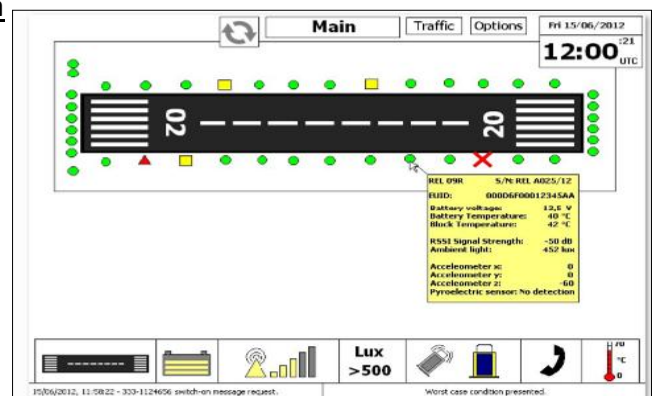 Main
Traffic
Options
Fri 15/06/2012
12:00 :21
UTC
02
20
REL 09R S/N: REL A025/12
EUID: 000D6F00012345AA
Battery voltage: 12,5 V
Battery Temperature: 40 °C
Block Temperature: 42 °C
RSSI Signal Strength: -50 dB
Ambient light: 452 lux
Acceleometer x: 0
Acceleometer y: 0
Acceleometer z: -60
Pyroelectric sensor: No detection
Lux
>500
70
°C
0
15/06/2012, 11:58:22 - 333-1124656 switch-on message request.
Worst case condition presented.